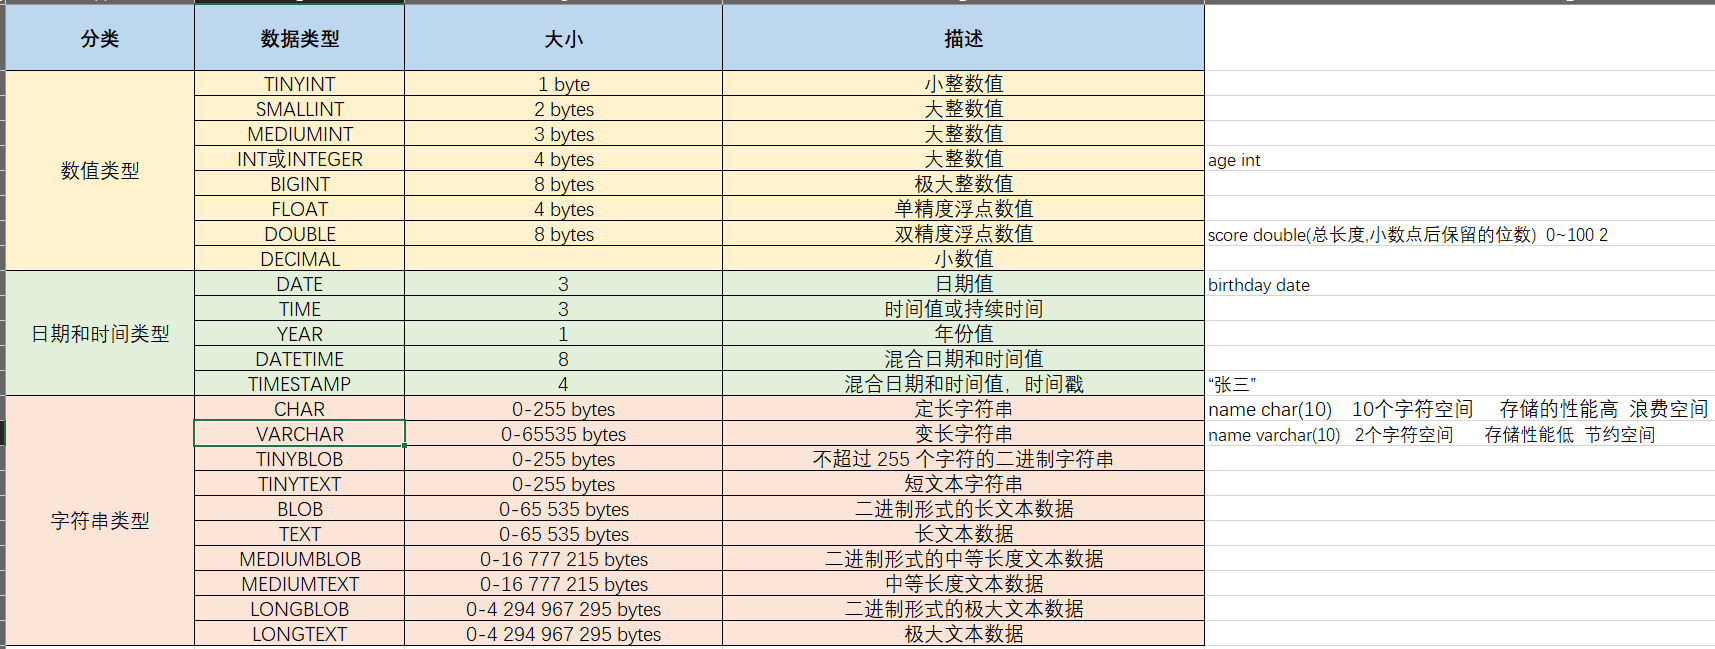 分类 数据类型 大小 描述
数值类型
TINYINT 1 byte 小整数值
SMALLINT 2 bytes 大整数值
MEDIUMINT 3 bytes 大整数值
INT或INTEGER 4 bytes 大整数值 age int
BIGINT 8 bytes 极大整数值
FLOAT 4 bytes 单精度浮点数值
DOUBLE 8 bytes 双精度浮点数值 score double(总长度,小数点后保留的位数) 0~100 2
DECIMAL 小数值
日期和时间类型
DATE 3 日期值 birthday date
TIME 3 时间值或持续时间
YEAR 1 年份值
DATETIME 8 混合日期和时间值
TIMESTAMP 4 混合日期和时间值，时间戳 “张三”
字符串类型
CHAR 0-255 bytes 定长字符串 name char(10) 10个字符空间 存储的性能高 浪费空间
VARCHAR 0-65535 bytes 变长字符串 name varchar(10) 2个字符空间 存储性能低 节约空间
TINYBLOB 0-255 bytes 不超过 255 个字符的二进制字符串
TINYTEXT 0-255 bytes 短文本字符串
BLOB 0-65 535 bytes 二进制形式的长文本数据
TEXT 0-65 535 bytes 长文本数据
MEDIUMBLOB 0-16 777 215 bytes 二进制形式的中等长度文本数据
MEDIUMTEXT 0-16 777 215 bytes 中等长度文本数据
LONGBLOB 0-4 294 967 295 bytes 二进制形式的极大文本数据
LONGTEXT 0-4 294 967 295 bytes 极大文本数据